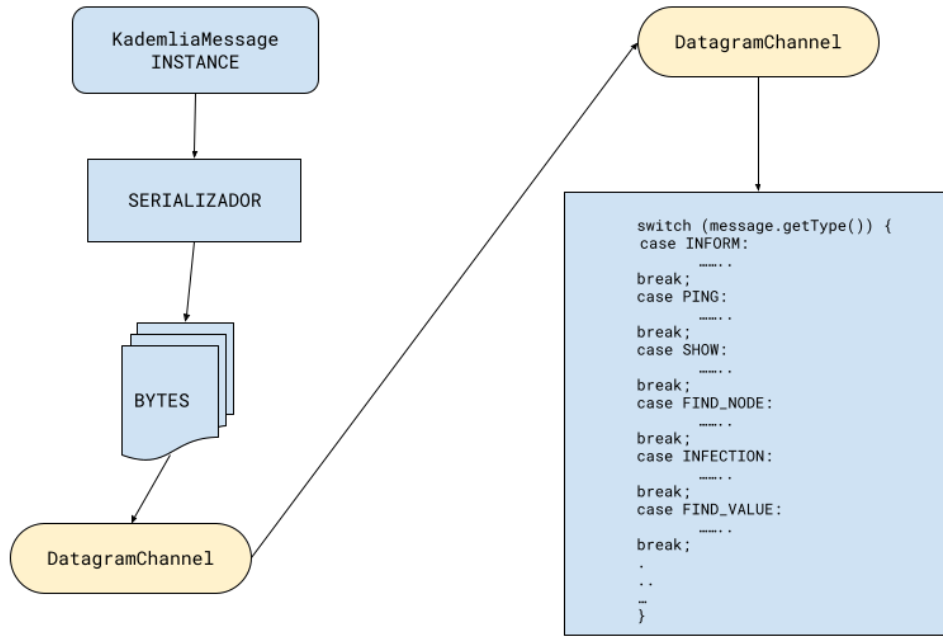 KademliaMessage
INSTANCE
SERIALIZADOR
BYTES
DatagramChannel
DatagramChannel
switch (message.getType()) {
case INFORM:
……..
break;
case PING:
……..
break;
case SHOW:
……..
break;
case FIND_NODE:
……..
break;
case INFECTION:
……..
break;
case FIND_VALUE:
……..
break;
.
..
…
}